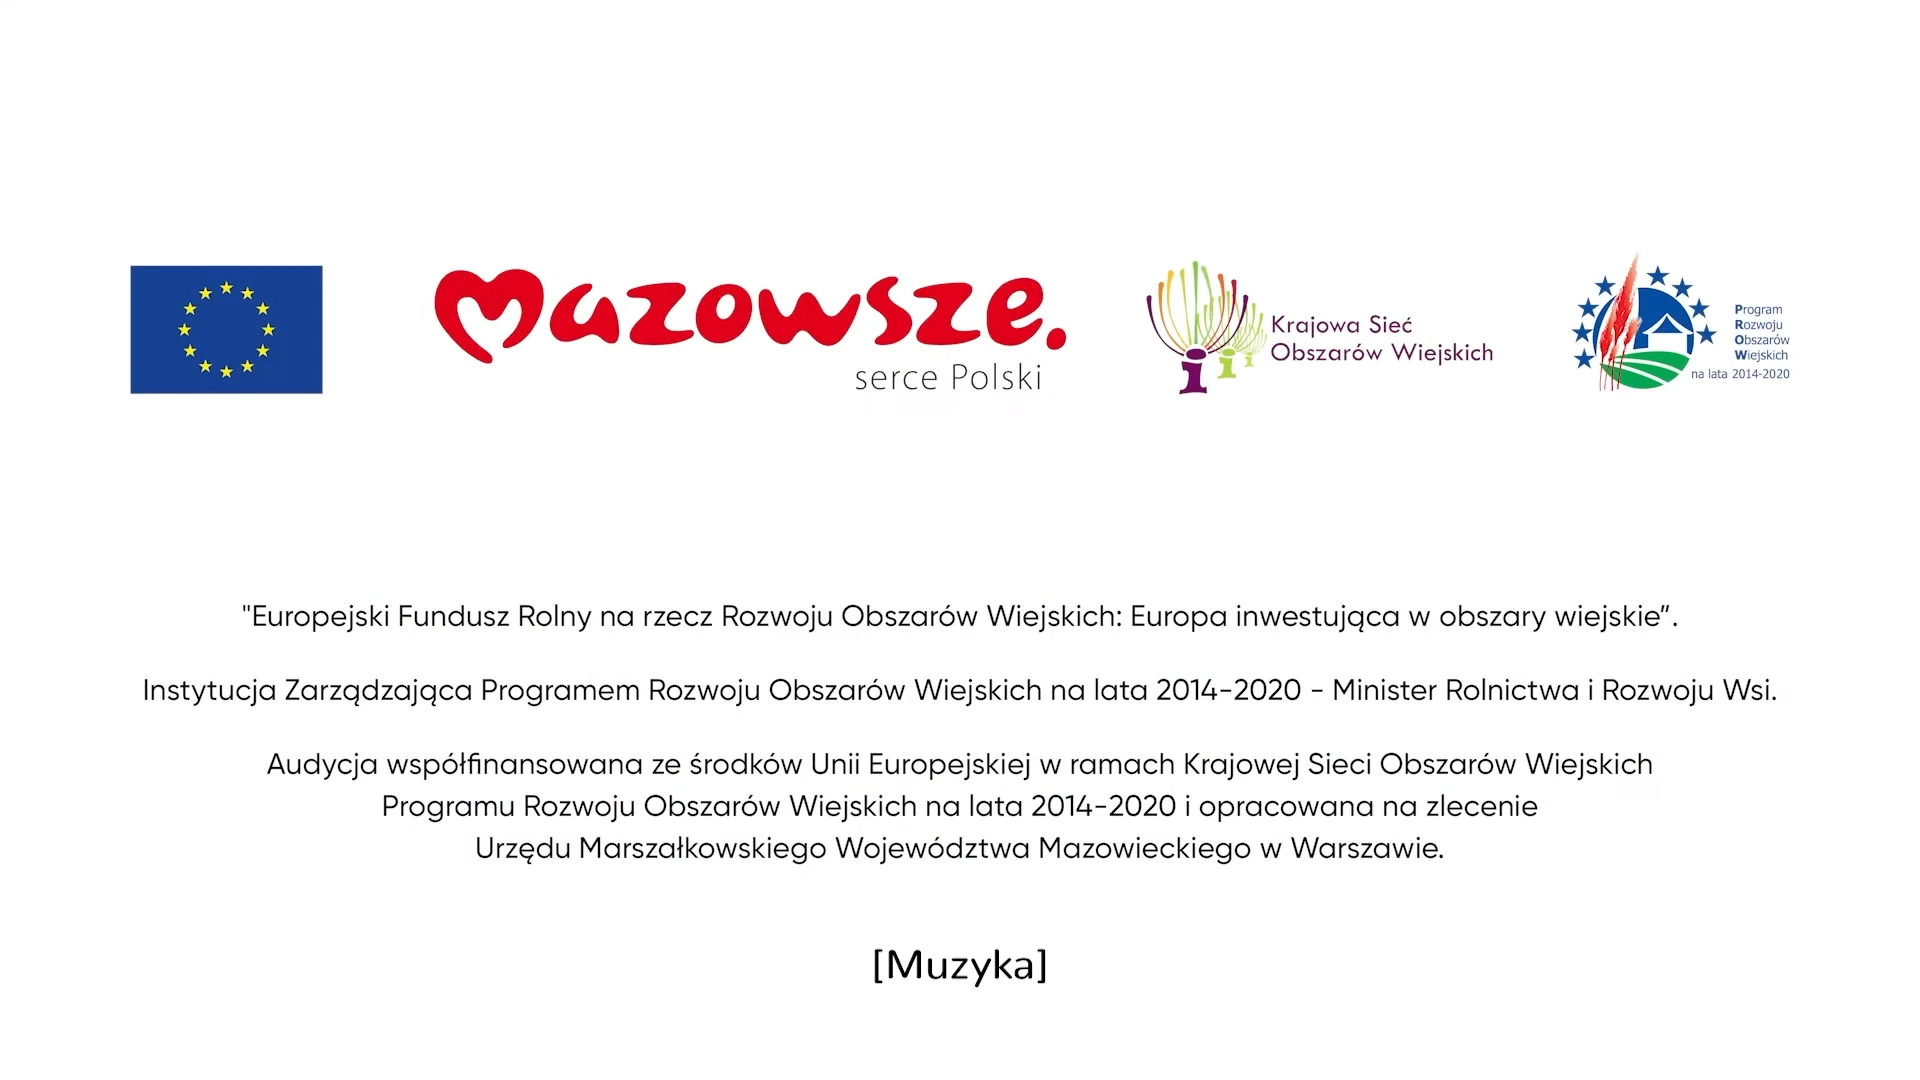 Mazowsze.
serce Polski
Krajowa Sieć
Obszarów Wiejskich
Program
Rozwoju
Obszarów
Wiejskich
na lata 2014-2020
"Europejski Fundusz Rolny na rzecz Rozwoju Obszarów Wiejskich: Europa inwestująca w obszary wiejskie”.
Instytucja Zarządzająca Programem Rozwoju Obszarów Wiejskich na lata 2014-2020 - Minister Rolnictwa i Rozwoju Wsi.
Audycja współfinansowana ze środków Unii Europejskiej w ramach Krajowej Sieci Obszarów Wiejskich
Programu Rozwoju Obszarów Wiejskich na lata 2014-2020 i opracowana na zlecenie
Urzędu Marszałkowskiego Województwa Mazowieckiego w Warszawie.
[Muzyka]